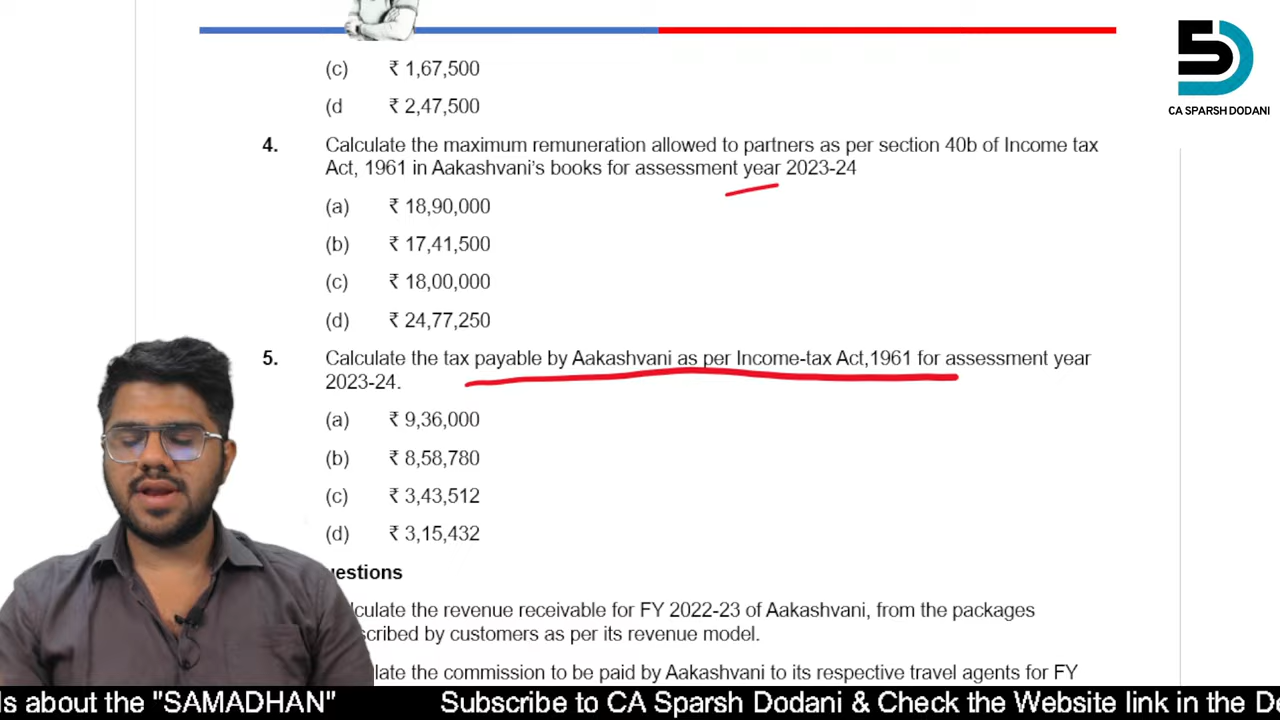 CA SPARSH DODANI
(c) ₹ 1,67,500
(d ₹ 2,47,500
4. Calculate the maximum remuneration allowed to partners as per section 40b of Income tax
Act, 1961 in Aakashvani's books for assessment year 2023-24
(a) ₹ 18,90,000
(b) ₹ 17,41,500
(c) ₹ 18,00,000
(d) ₹ 24,77,250
5. Calculate the tax payable by Aakashvani as per Income-tax Act,1961 for assessment year
2023-24.
(a) ₹ 9,36,000
(b) ₹ 8,58,780
(c) ₹ 3,43,512
(d) ₹ 3,15,432
uestions
lculate the revenue receivable for FY 2022-23 of Aakashvani, from the packages
scribed by customers as per its revenue model.
late the commission to be paid by Aakashvani to its respective travel agents for FY
ls about the "SAMADHAN" Subscribe to CA Sparsh Dodani & Check the Website link in the De